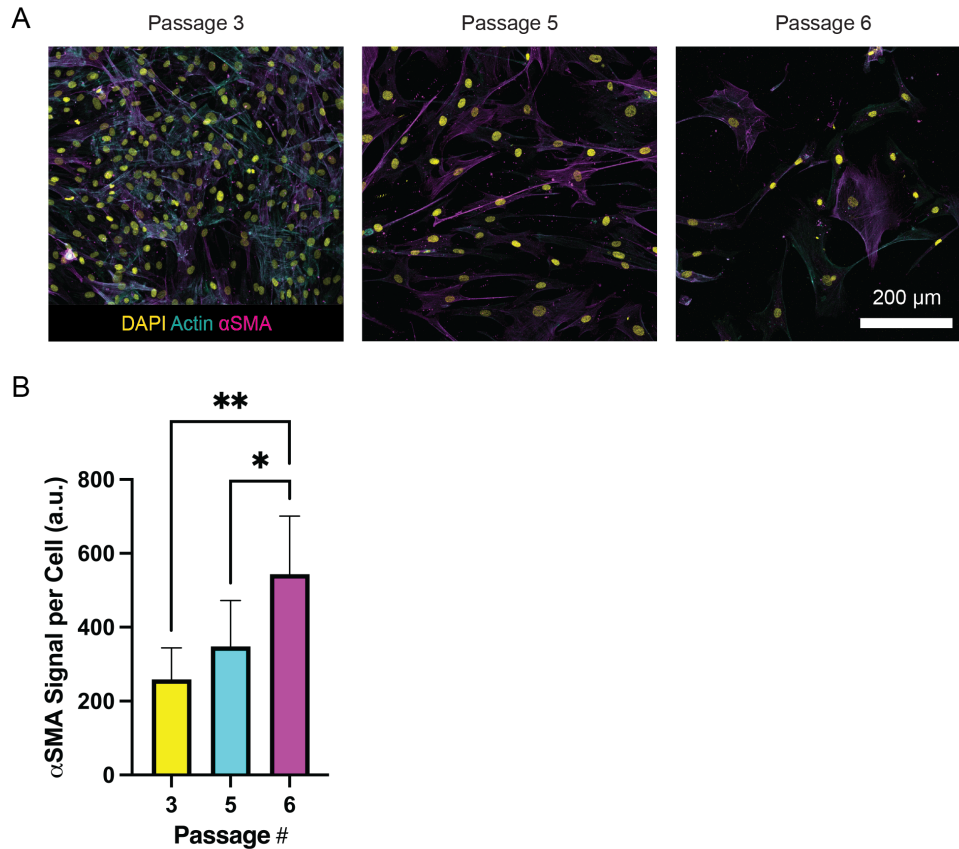 A
Passage 3
Passage 5
Passage 6
DAPI Actin αSMA
200 µm
B
**
*
αSMA Signal per Cell (a.u.)
800
600
400
200
0
3 5 6
Passage #